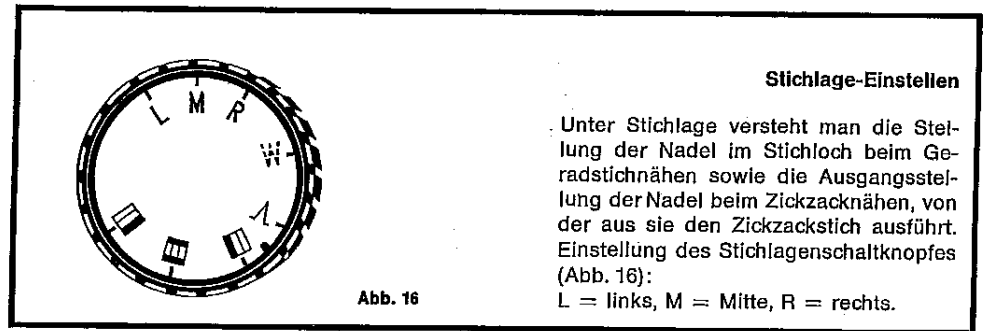 L M R
W
Abb. 16
Stichlage-Einstellen
Unter Stichlage versteht man die Stel-
lung der Nadel im Stichloch beim Ge-
radstichnähen sowie die Ausgangsstel-
lung der Nadel beim Zickzacknähen, von
der aus sie den Zickzackstich ausführt.
Einstellung des Stichlagenschaltknopfes
(Abb. 16):
L = links, M = Mitte, R = rechts.